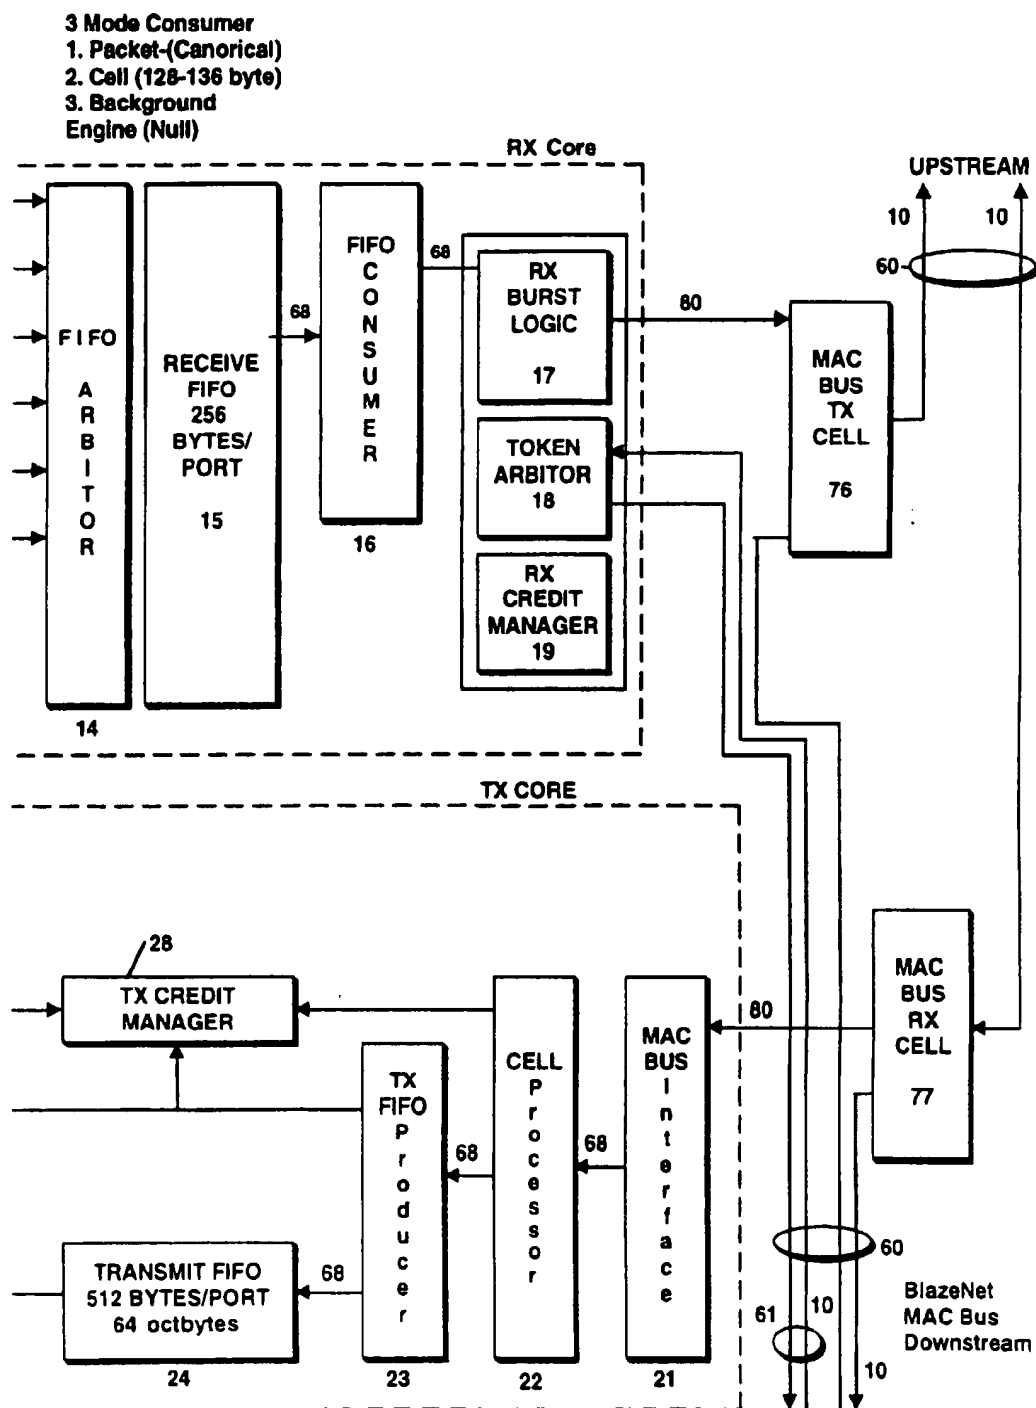 3 Mode Consumer
1. Packet-(Canorical)
2. Cell (128-136 byte)
3. Background
Engine (Null)
RX Core
UPSTREAM
10
10
60
FIFO
ARBITOR
14
RECEIVE
FIFO
256
BYTES/
PORT
15
68
FIFO
CONSUMER
16
68
RX
BURST
LOGIC
17
80
TOKEN
ARBITOR
18
RX
CREDIT
MANAGER
19
MAC
BUS
TX
CELL
76
TX CORE
28
TX CREDIT
MANAGER
TX
FIFO
Producer
23
68
CELL
Processor
22
68
MAC
BUS
Interface
21
80
MAC
BUS
RX
CELL
77
TRANSMIT FIFO
512 BYTES/PORT
64 octbytes
24
68
60
61
10
10
BlazeNet
MAC Bus
Downstream